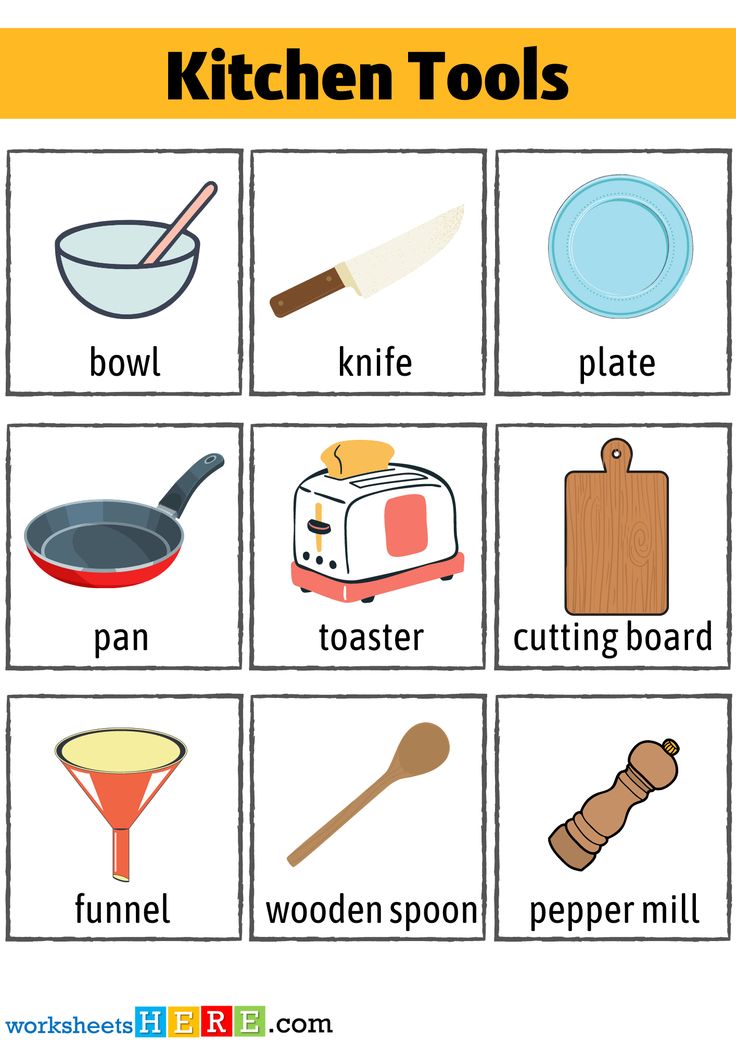 Kitchen Tools
bowl
knife
plate
pan
toaster
cutting board
funnel
wooden spoon
pepper mill
worksheetsHERE.com